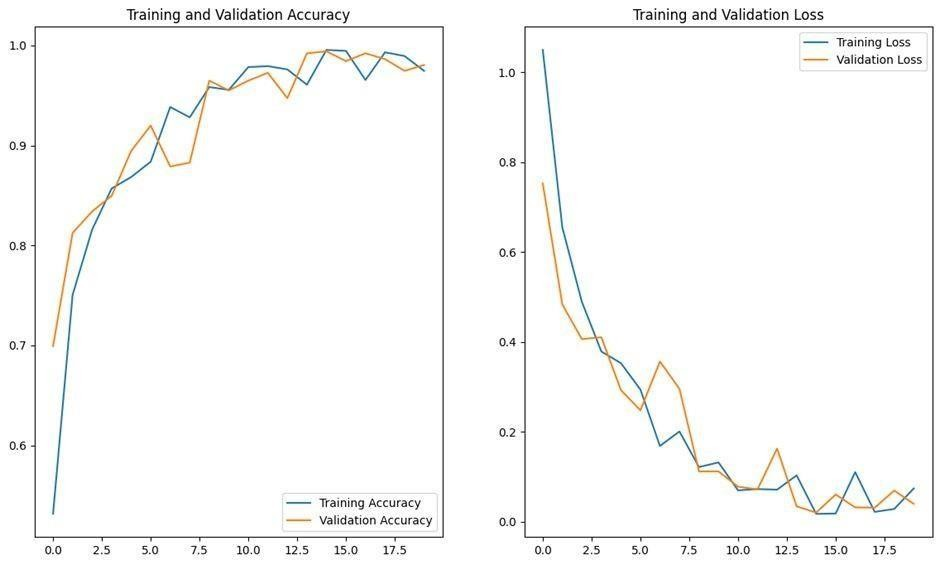 Training and Validation Accuracy
1.0
0.9
0.8
0.7
0.6
0.0 2.5 5.0 7.5 10.0 12.5 15.0 17.5
Training Accuracy
Validation Accuracy
Training and Validation Loss
1.0
0.8
0.6
0.4
0.2
0.0
0.0 2.5 5.0 7.5 10.0 12.5 15.0 17.5
Training Loss
Validation Loss